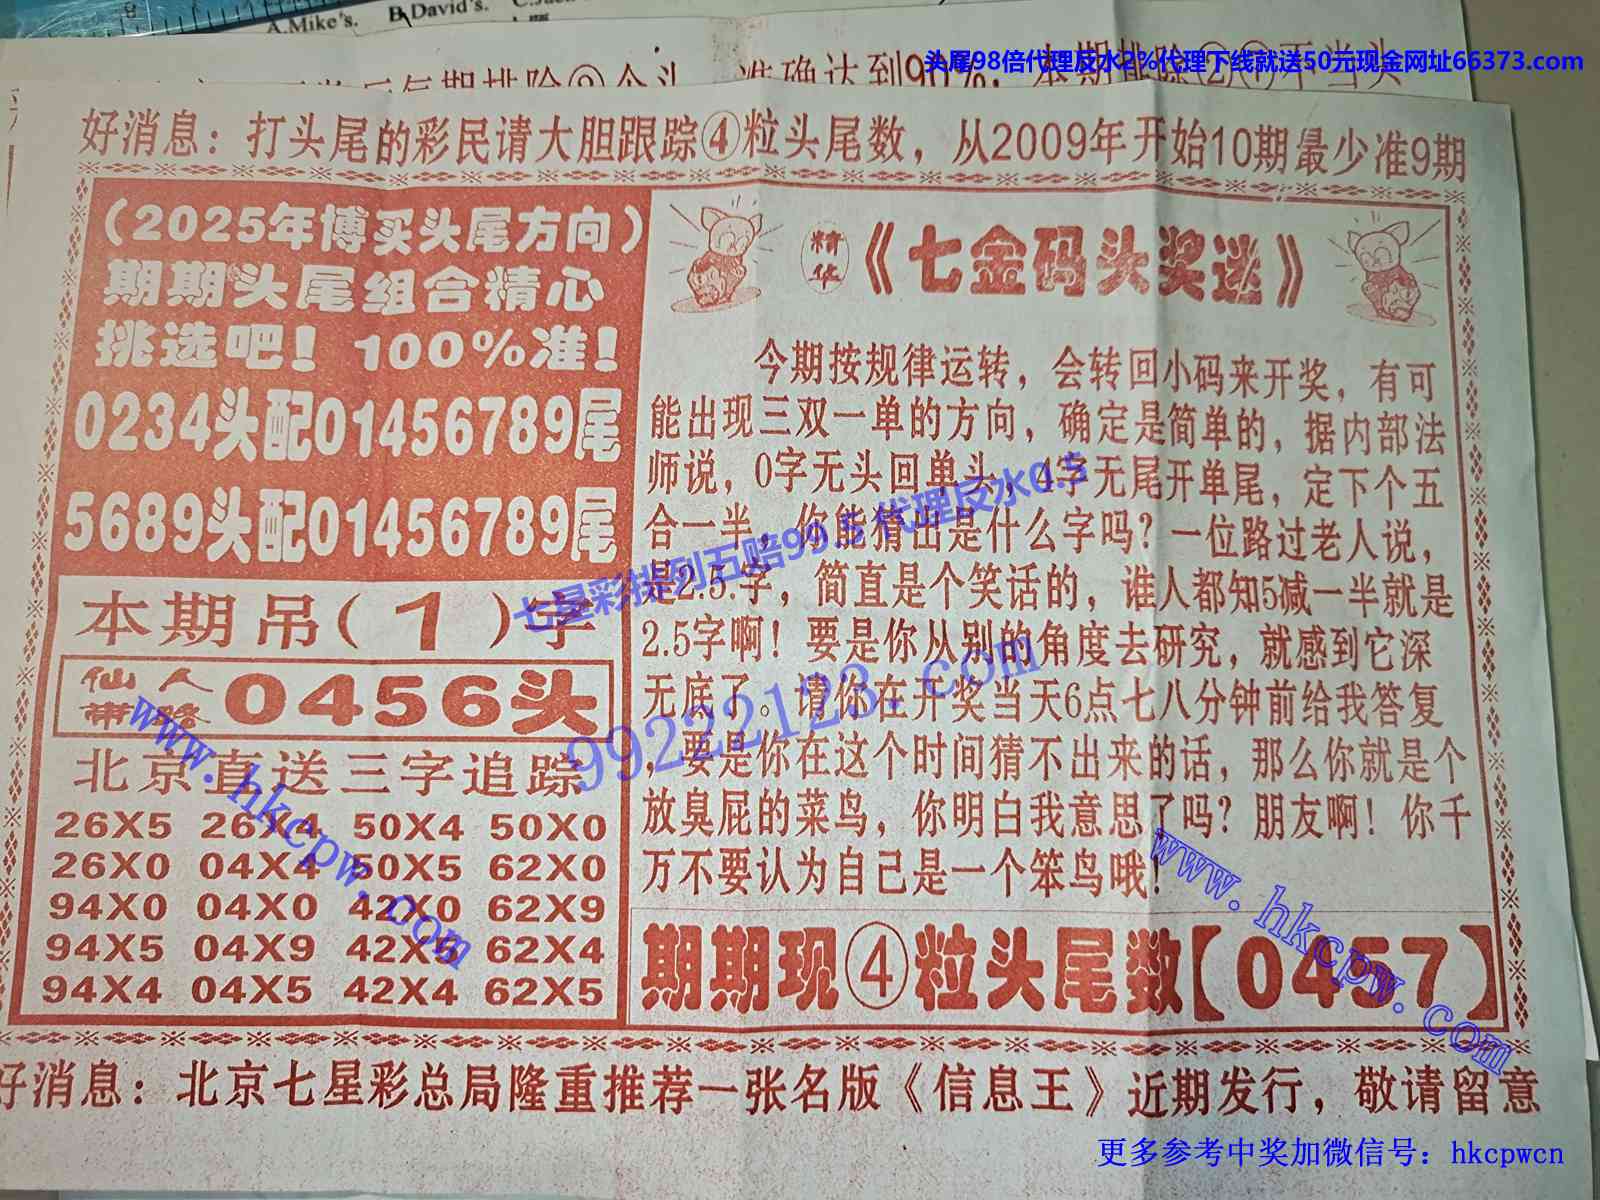 A.Mike's. B.David's.
头尾98倍代理反水2%代理下线就送50元现金网址66373.com
好消息：打头尾的彩民请大胆跟踪④粒头尾数，从2009年开始10期最少准9期
（2025年博买头尾方向）
期期头尾组合精心
挑选吧！100%准！
0234头配01456789尾
5689头配01456789尾
本期吊（1）字
仙人带路 0456头
北京直送三字追踪
26X5 26X4 50X4 50X0
26X0 04X4 50X5 62X0
94X0 04X0 42X0 62X9
94X5 04X9 42X5 62X4
94X4 04X5 42X4 62X5
精华《七金码头奖迷》
今期按规律运转，会转回小码来开奖，有可
能出现三双一单的方向，确定是简单的，据内部法
师说，0字无头回单头，4字无尾开单尾，定下个五
合一半，你能猜出是什么字吗？一位路过老人说，
是2.5.字，简直是个笑话的，谁人都知5减一半就是
2.5字啊！要是你从别的角度去研究，就感到它深
无底了。请你在开奖当天6点七八分钟前给我答复
，要是你在这个时间猜不出来的话，那么你就是个
放臭屁的菜鸟，你明白我意思了吗？朋友啊！你千
万不要认为自己是一个笨鸟哦！
期期现④粒头尾数【0457】
好消息：北京七星彩总局隆重推荐一张名版《信息王》近期发行，敬请留意
七星彩排列五赔99.5代理反水0.5
99222123.com
www.hkcpw.com
www.hkcpw.com
更多参考中奖加微信号：hkcpwcn